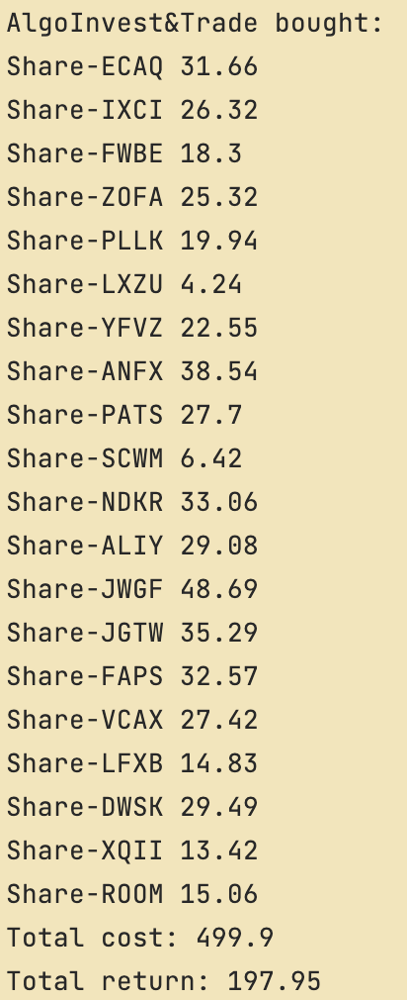 AlgoInvest&Trade bought:
Share-ECAQ 31.66
Share-IXCI 26.32
Share-FWBE 18.3
Share-ZOFA 25.32
Share-PLLK 19.94
Share-LXZU 4.24
Share-YFVZ 22.55
Share-ANFX 38.54
Share-PATS 27.7
Share-SCWM 6.42
Share-NDKR 33.06
Share-ALIY 29.08
Share-JWGF 48.69
Share-JGTW 35.29
Share-FAPS 32.57
Share-VCAX 27.42
Share-LFXB 14.83
Share-DWSK 29.49
Share-XQII 13.42
Share-ROOM 15.06
Total cost: 499.9
Total return: 197.95